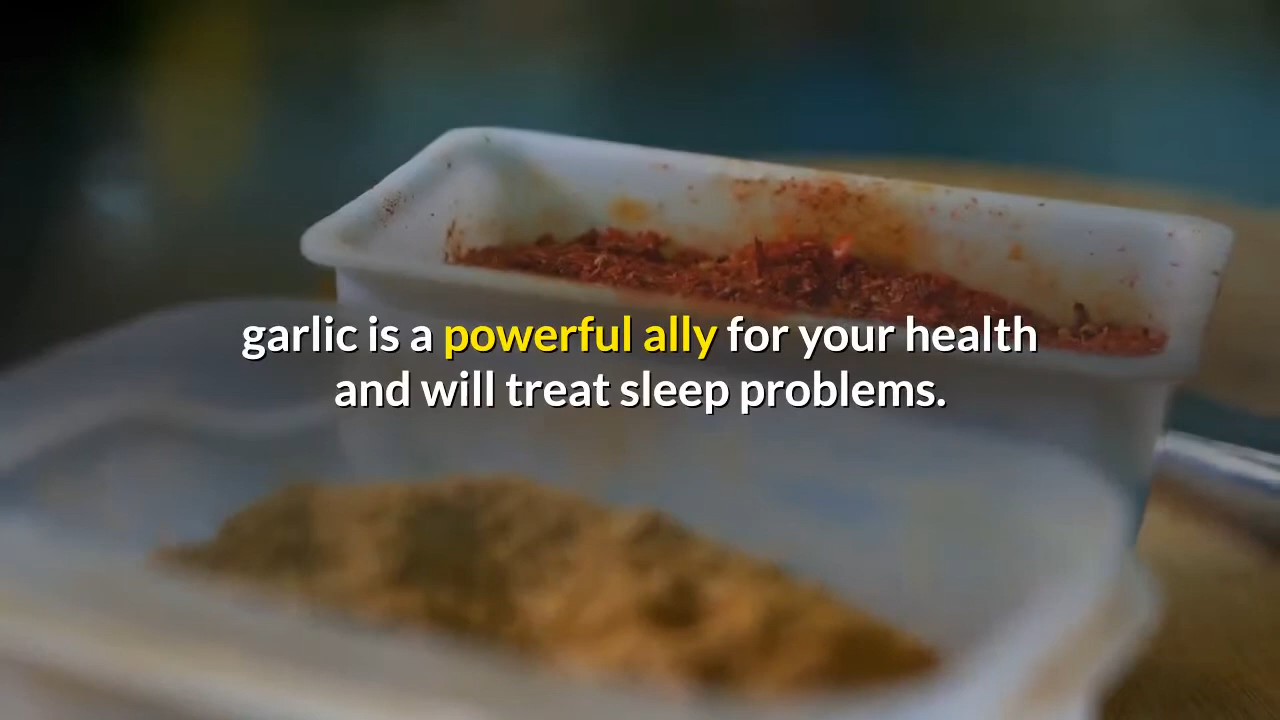 garlic is a powerful ally for your health
and will treat sleep problems.